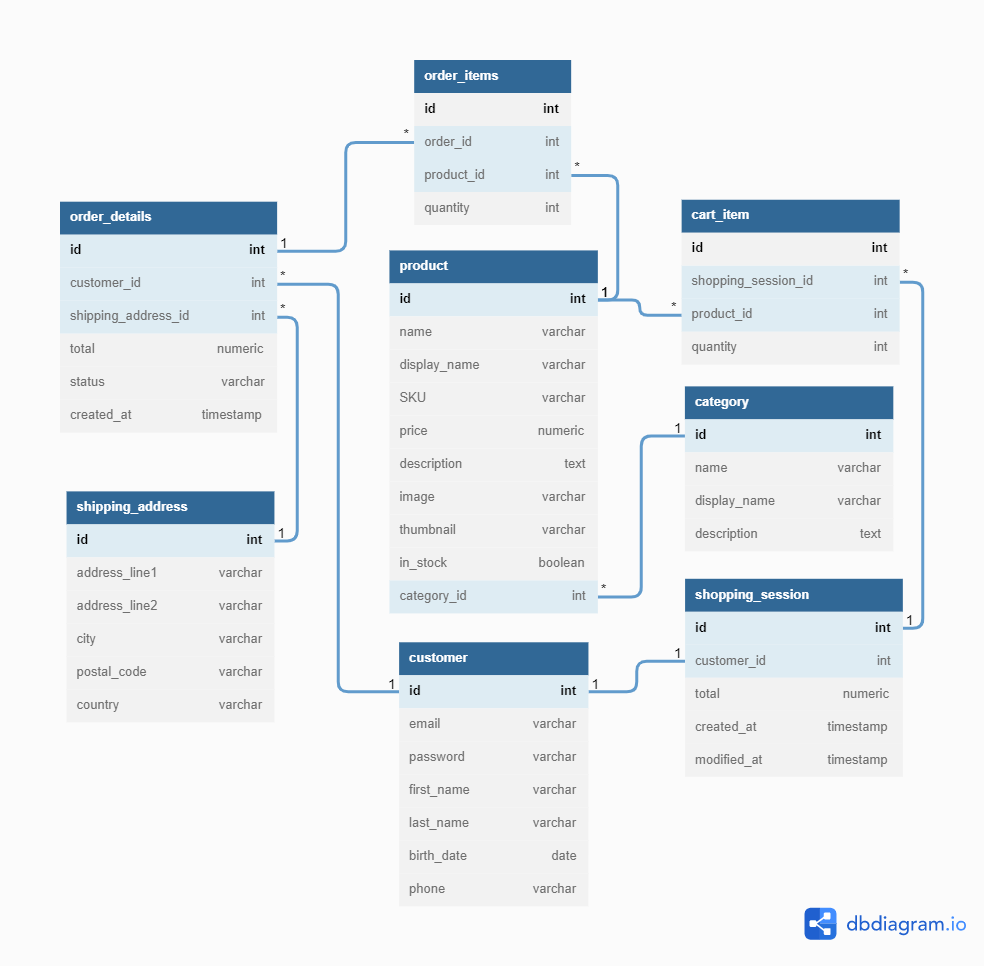 order_items
id int
* order_id int
product_id int *
quantity int
order_details
id int 1
customer_id int *
shipping_address_id int *
total numeric
status varchar
created_at timestamp
cart_item
id int
shopping_session_id int *
* product_id int
quantity int
product
id int 1
name varchar
display_name varchar
SKU varchar
price numeric
description text
image varchar
thumbnail varchar
in_stock boolean
category_id int *
category
1 id int
name varchar
display_name varchar
description text
shipping_address
id int 1
address_line1 varchar
address_line2 varchar
city varchar
postal_code varchar
country varchar
shopping_session
id int 1
1 customer_id int
total numeric
created_at timestamp
modified_at timestamp
customer
1 id int 1
email varchar
password varchar
first_name varchar
last_name varchar
birth_date date
phone varchar
dbdiagram.io